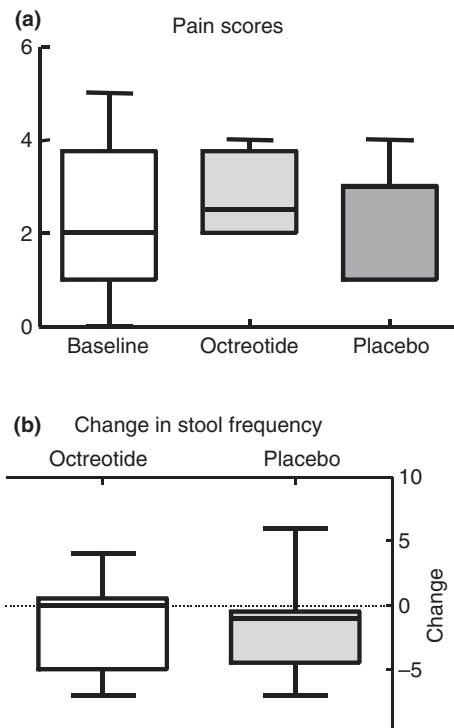 (a)
Pain scores
6
4
2
0
Baseline Octreotide Placebo
(b) Change in stool frequency
Octreotide Placebo
10
5
0
–5
Change